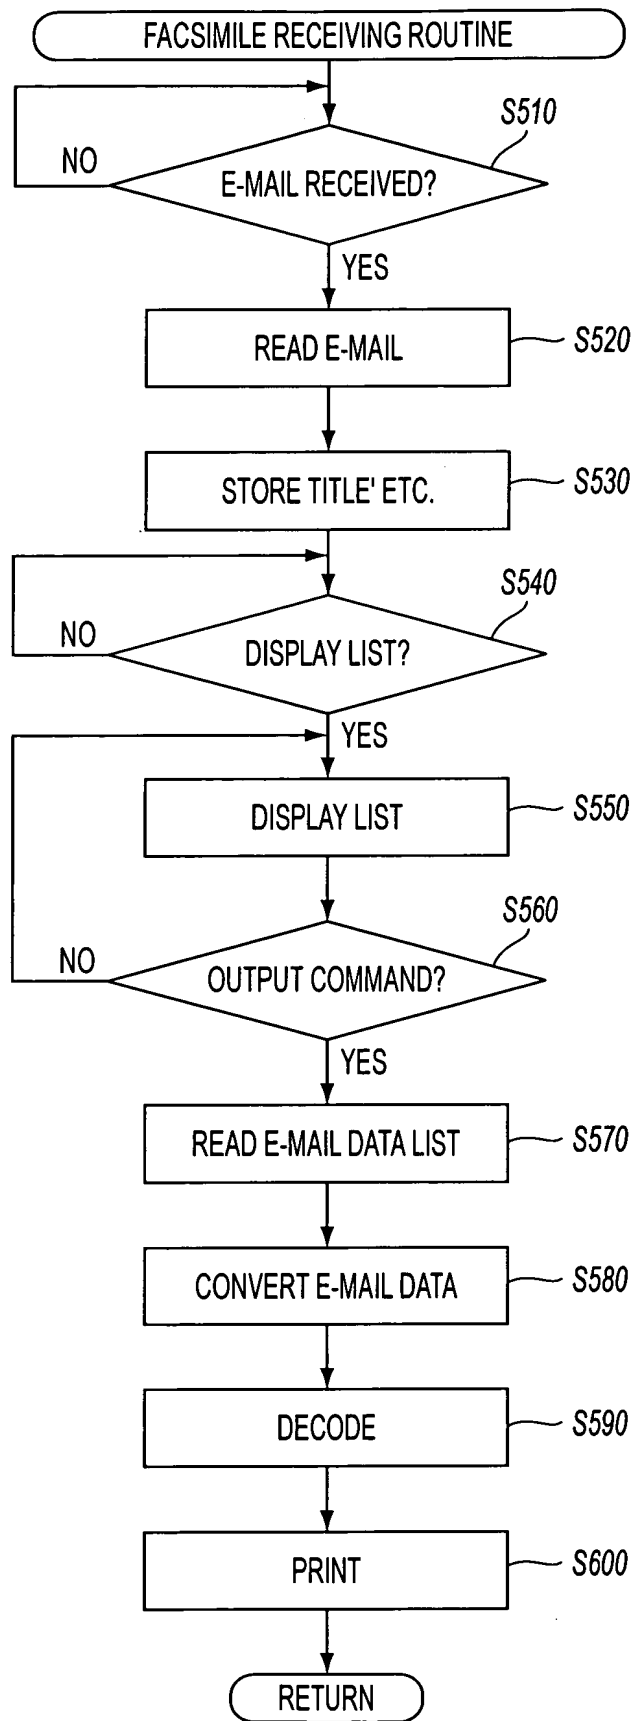 FACSIMILE RECEIVING ROUTINE
S510
NO
E-MAIL RECEIVED?
YES
READ E-MAIL
S520
STORE TITLE' ETC.
S530
S540
NO
DISPLAY LIST?
YES
DISPLAY LIST
S550
S560
NO
OUTPUT COMMAND?
YES
READ E-MAIL DATA LIST
S570
CONVERT E-MAIL DATA
S580
DECODE
S590
PRINT
S600
RETURN